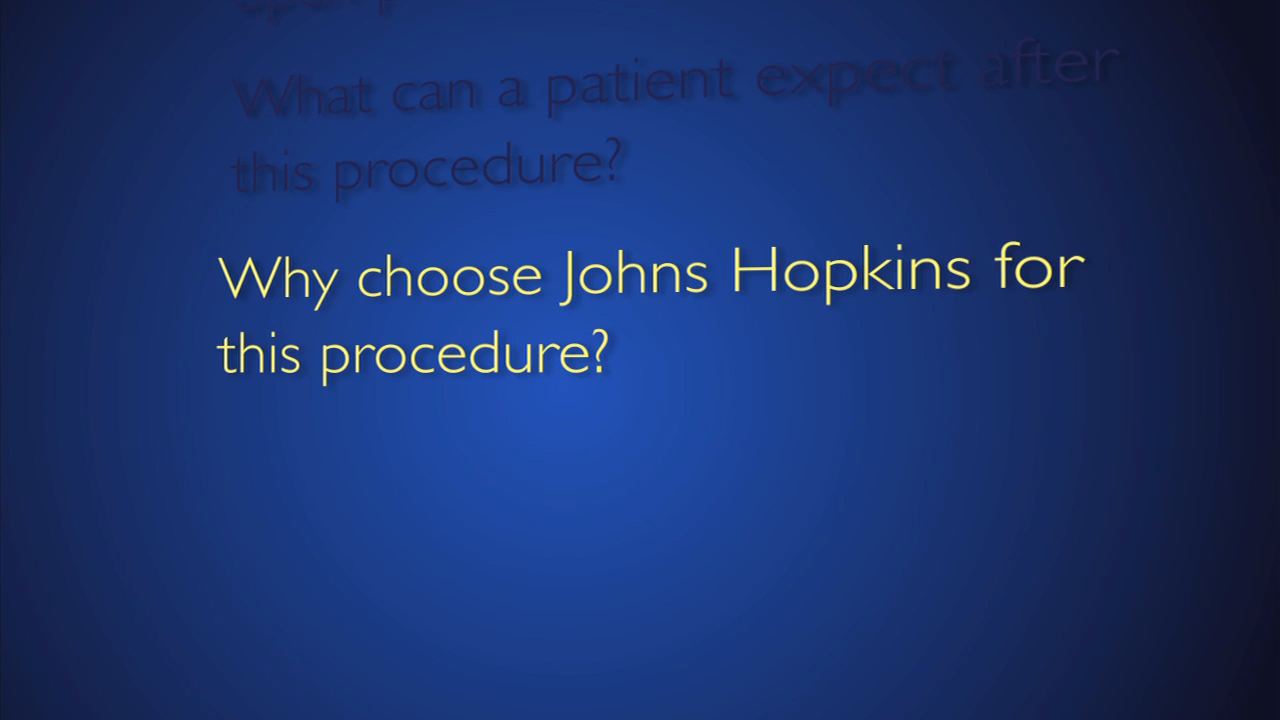 What can a patient expect after
this procedure?
Why choose Johns Hopkins for
this procedure?